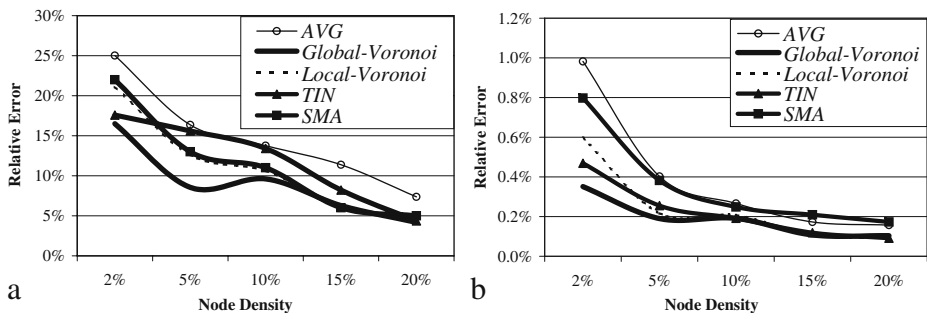 30%
25%
20%
15%
10%
5%
0%
Relative Error
AVG
Global-Voronoi
Local-Voronoi
TIN
SMA
2% 5% 10% 15% 20%
Node Density
a
1.2%
1.0%
0.8%
0.6%
0.4%
0.2%
0.0%
Relative Error
AVG
Global-Voronoi
Local-Voronoi
TIN
SMA
2% 5% 10% 15% 20%
Node Density
b